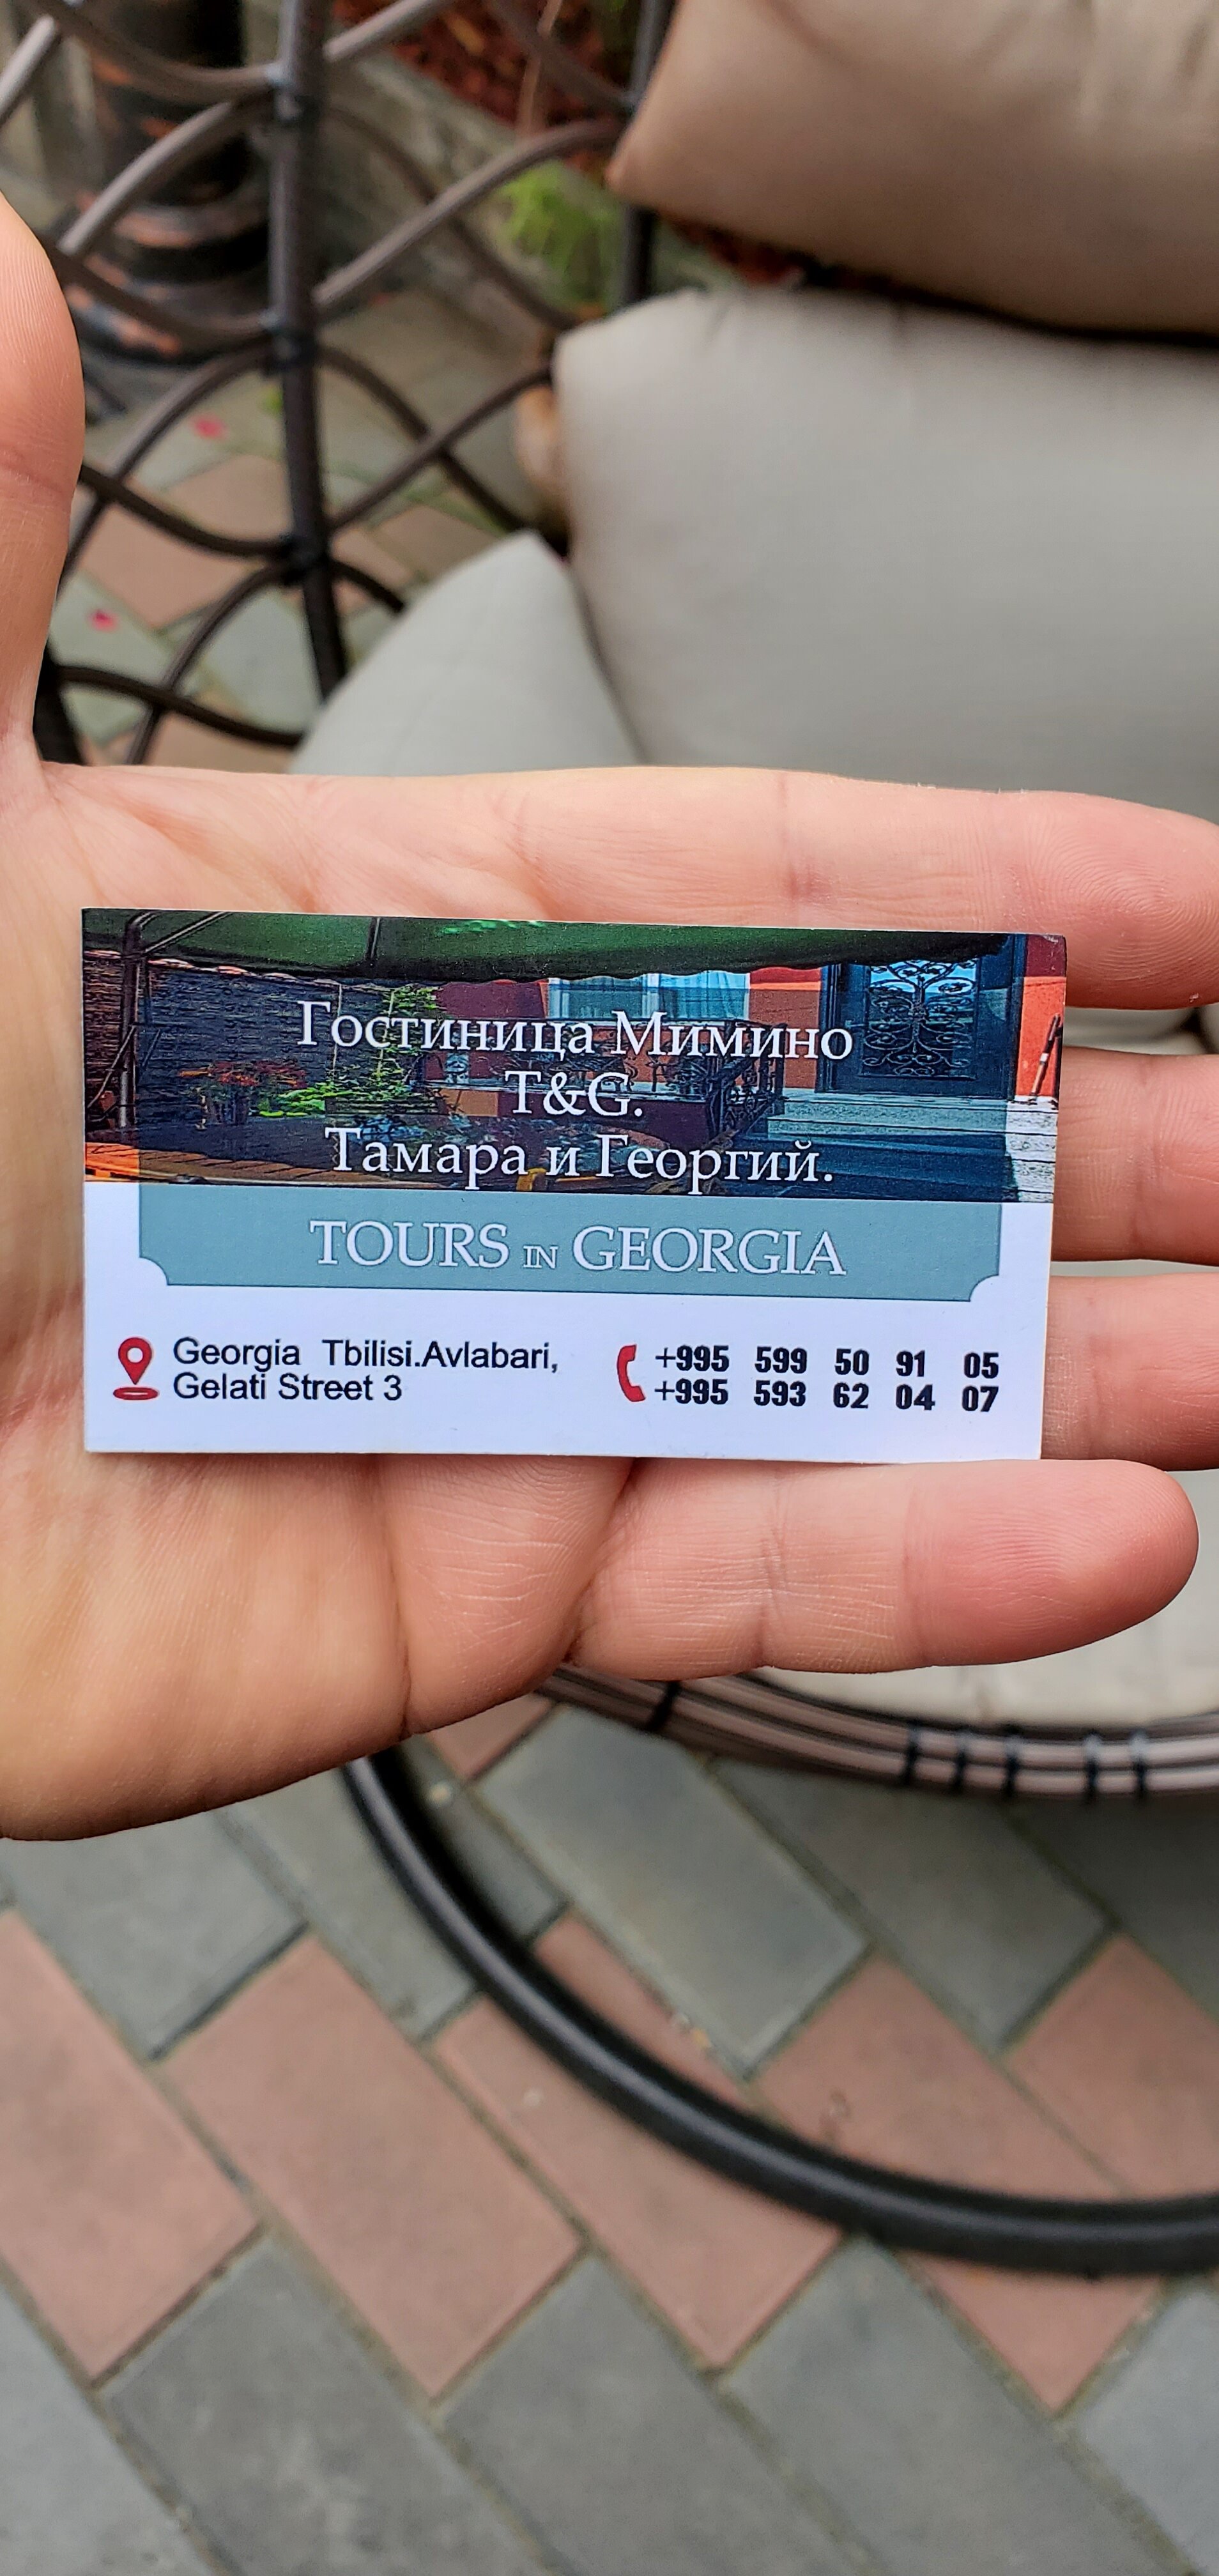 Гостиница Мимино
T&G.
Тамара и Георгий.
TOURS IN GEORGIA
Georgia Tbilisi.Avlabari,
Gelati Street 3
+995 599 50 91 05
+995 593 62 04 07